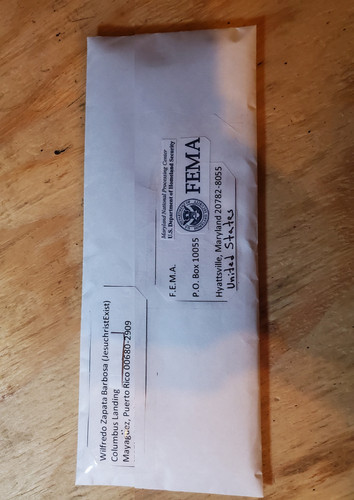 Wilfredo Zapata Barbosa (JesuchristExist)
Columbus Landing
Mayagüez, Puerto Rico 00680-2909
Maryland National Processing Center
U.S. Department of Homeland Security
FEMA
F.E.M.A.
P.O. Box 10055
Hyattsville, Maryland 20782-8055
United States